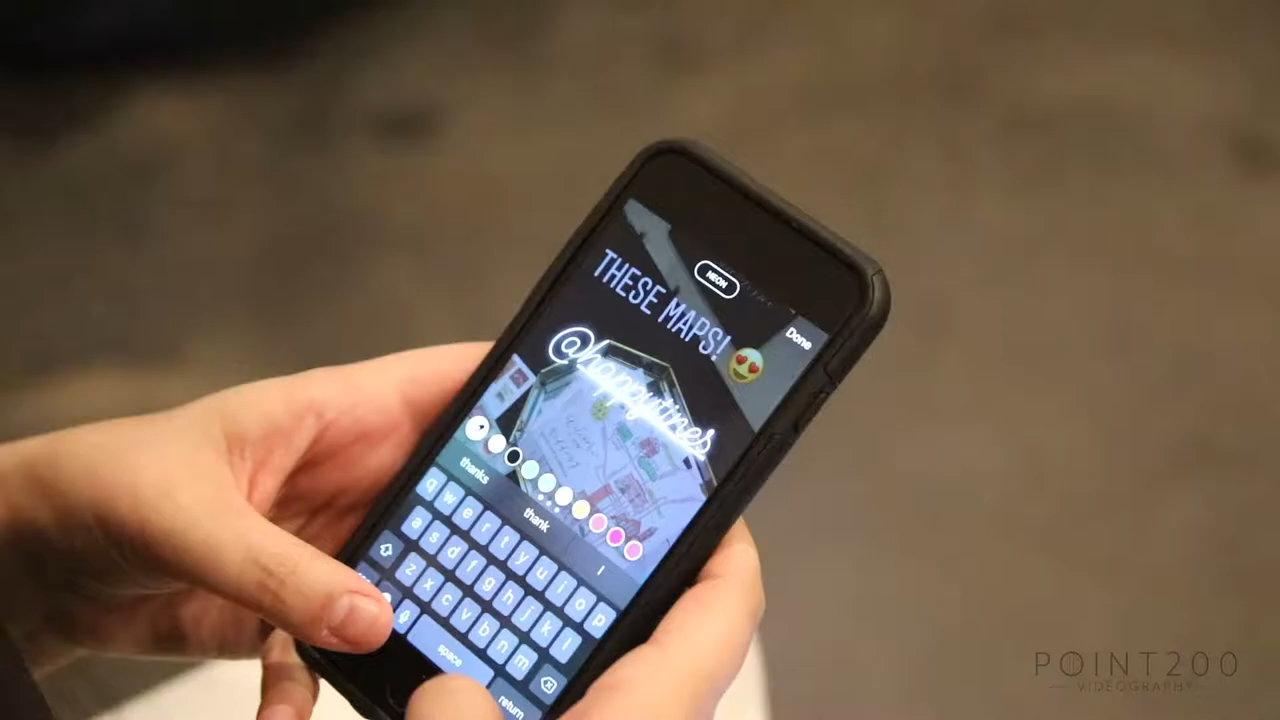 NEON
Done
THESE MAPS! 😍
@happytines
thanks
thank
I
q w e r t y u i o p
a s d f g h j k l
z x c v b n m
space
return
POINT200
VIDEOGRAPHY